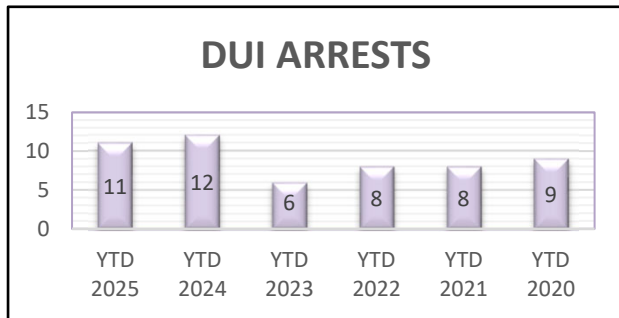 DUI ARRESTS
15
10
5
0
11
12
6
8
8
9
YTD 2025
YTD 2024
YTD 2023
YTD 2022
YTD 2021
YTD 2020